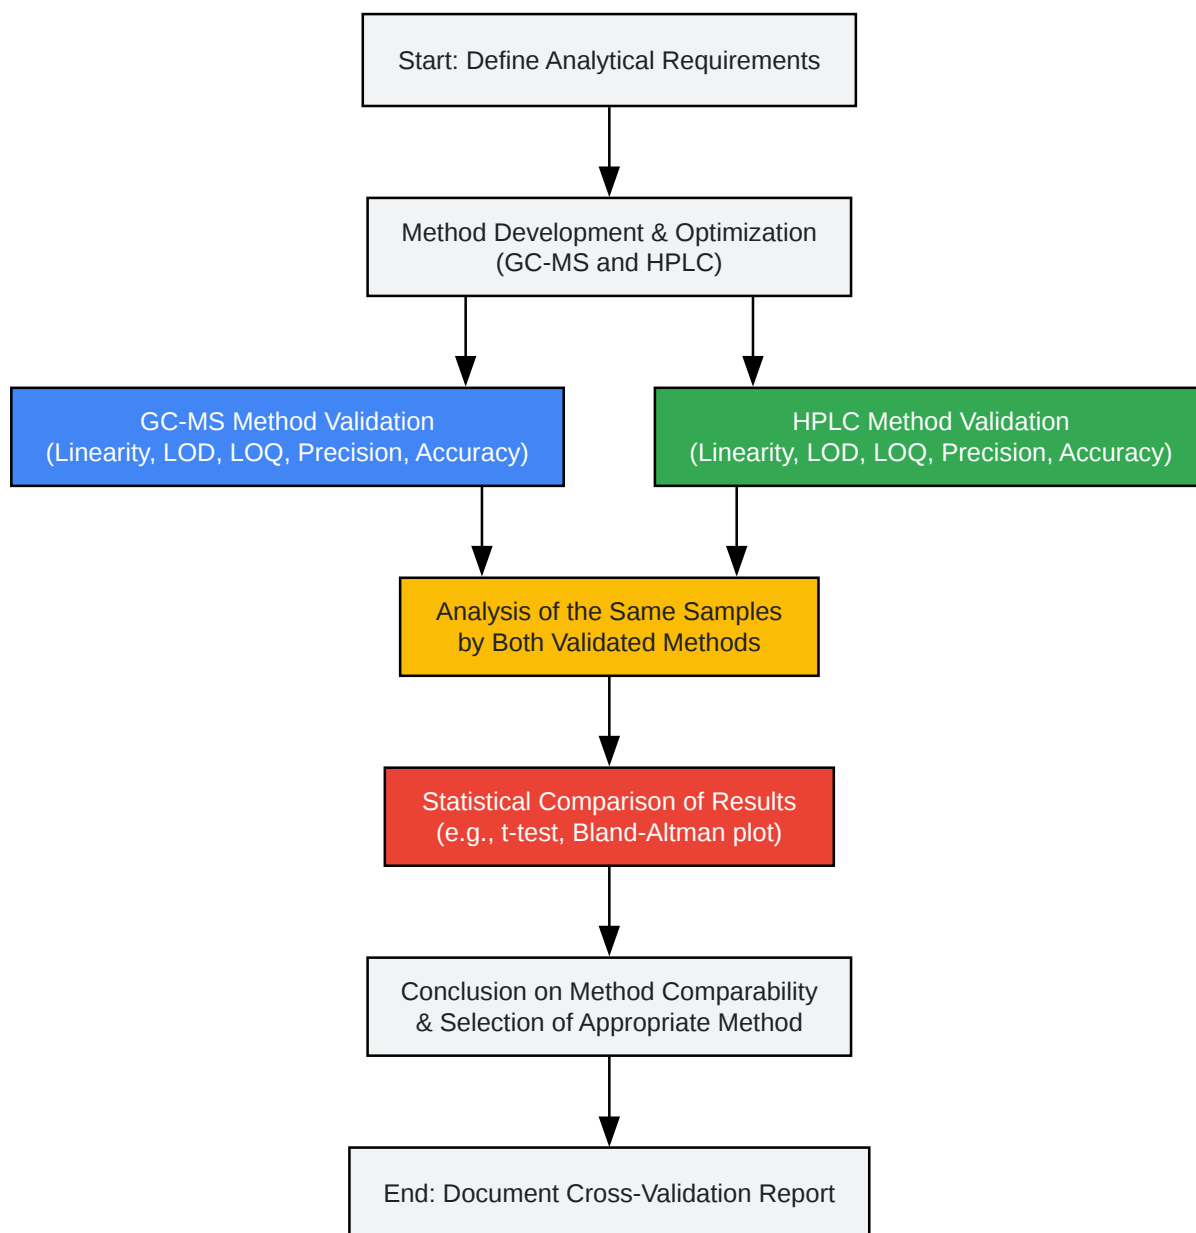 Start: Define Analytical Requirements
Method Development & Optimization
(GC-MS and HPLC)
GC-MS Method Validation
(Linearity, LOD, LOQ, Precision, Accuracy)
HPLC Method Validation
(Linearity, LOD, LOQ, Precision, Accuracy)
Analysis of the Same Samples
by Both Validated Methods
Statistical Comparison of Results
(e.g., t-test, Bland-Altman plot)
Conclusion on Method Comparability
& Selection of Appropriate Method
End: Document Cross-Validation Report